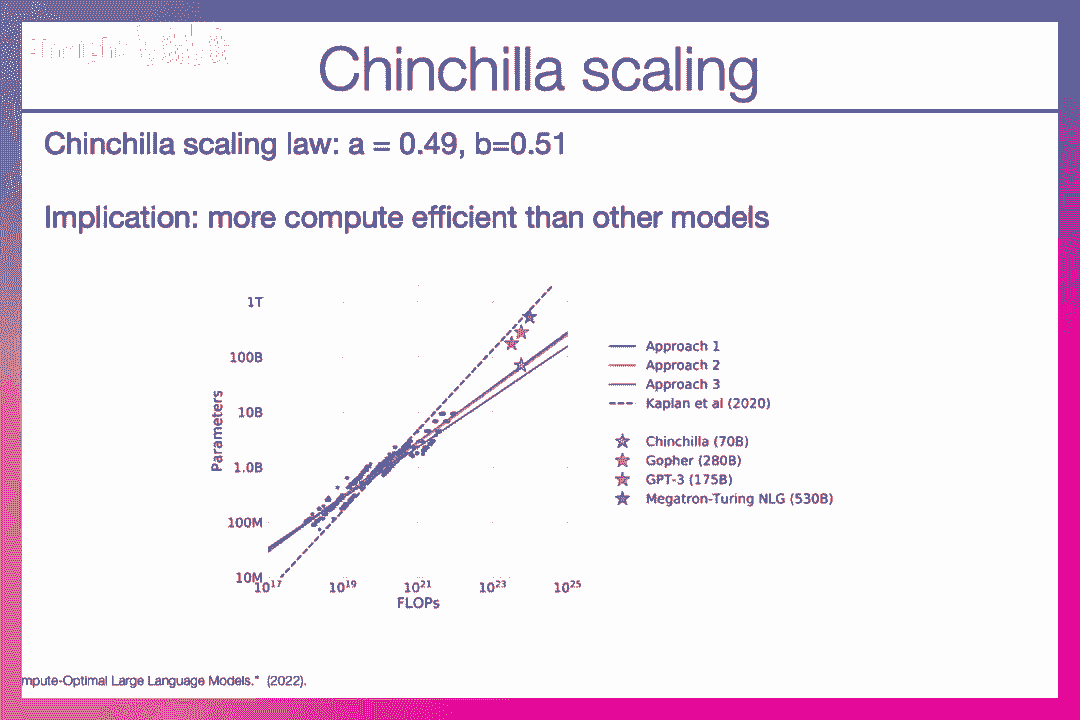 Chinchilla scaling
Chinchilla scaling law: a = 0.49, b=0.51
Implication: more compute efficient than other models
1T
100B
10B
1.0B
100M
10M
Parameters
10^17
10^19
10^21
10^23
10^25
FLOPs
Approach 1
Approach 2
Approach 3
Kaplan et al (2020)
Chinchilla (70B)
Gopher (280B)
GPT-3 (175B)
Megatron-Turing NLG (530B)
mpute-Optimal Large Language Models." (2022).